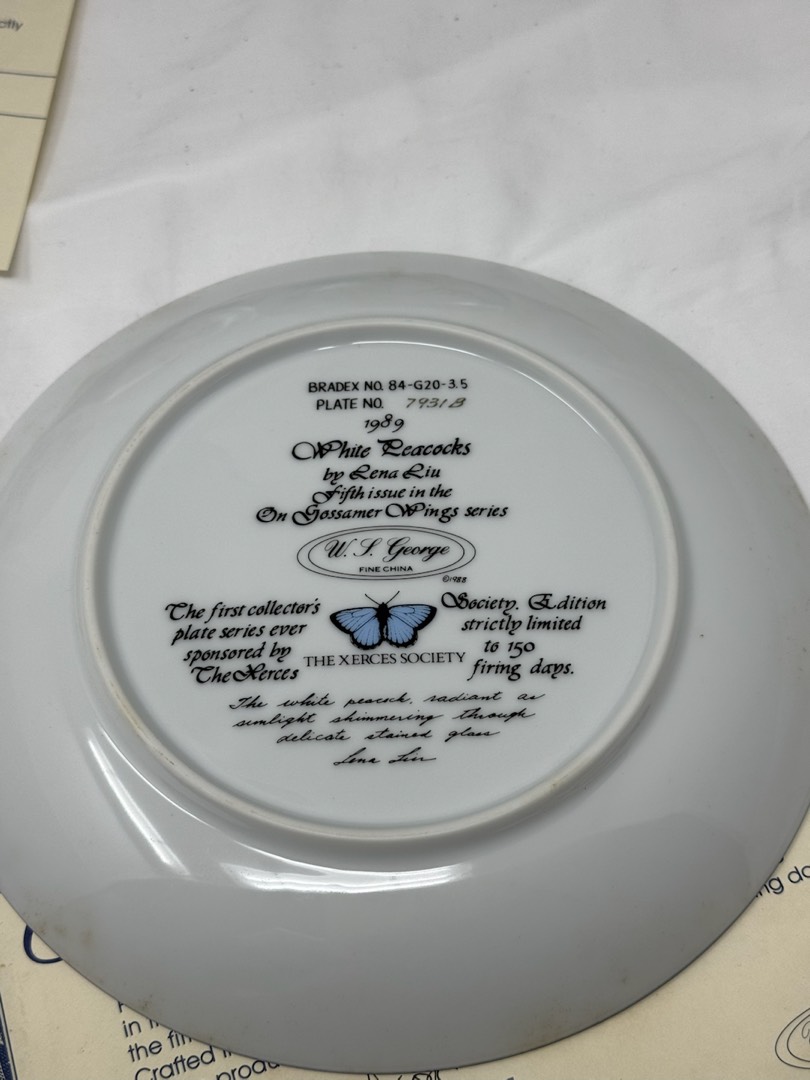 BRADEX NO. 84-G20-3.5
PLATE NO. 7931B
1989
White Peacocks
by Lena Liu
Fifth issue in the
On Gossamer Wings series
W. S. George
FINE CHINA
©1988
The first collector's
plate series ever
sponsored by
The Xerces
Society. Edition
strictly limited
to 150
firing days.
THE XERCES SOCIETY
The white peacock, radiant as
sunlight shimmering through
delicate stained glass
Lena Liu
in
the
Crafted